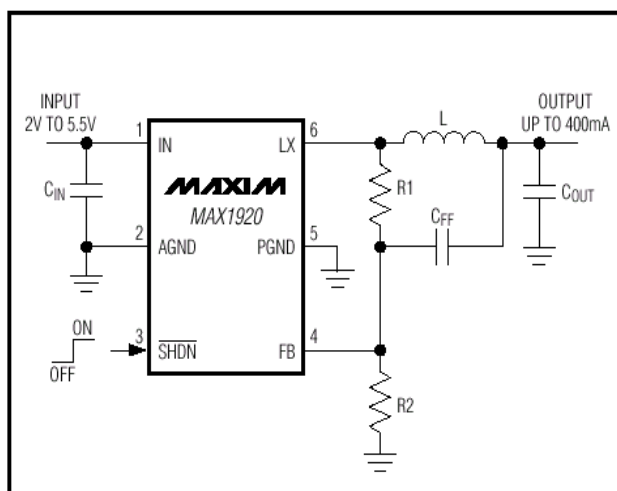 INPUT
2V TO 5.5V
OUTPUT
UP TO 400mA
1
IN
LX
6
L
CIN
MAXIM
MAX1920
R1
CFF
COUT
2
AGND
PGND
5
ON
OFF
3
SHDN
FB
4
R2